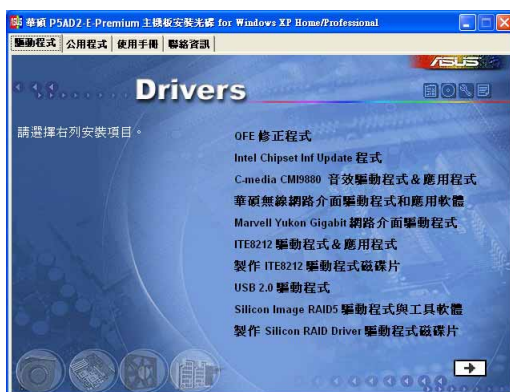 華碩 P5AD2-E-Premium 主機板安裝光碟 for Windows XP Home/Professional
驅動程式 公用程式 使用手冊 聯絡資訊
ASUS
Drivers
請選擇右列安裝項目。
QFE 修正程式
Intel Chipset Inf Update 程式
C-media CMI9880 音效驅動程式 & 應用程式
華碩無線網路介面驅動程式和應用軟體
Marvell Yukon Gigabit 網路介面驅動程式
ITE8212 驅動程式 & 應用程式
製作 ITE8212 驅動程式磁碟片
USB 2.0 驅動程式
Silicon Image RAID5 驅動程式與工具軟體
製作 Silicon RAID Driver 驅動程式磁碟片